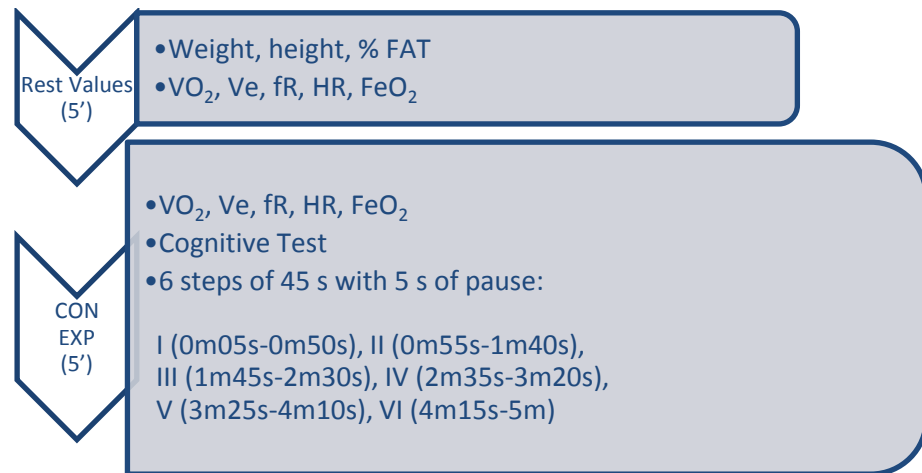 Rest Values
(5’)
•Weight, height, % FAT
•VO₂, Ve, fR, HR, FeO₂
CON
EXP
(5’)
•VO₂, Ve, fR, HR, FeO₂
•Cognitive Test
•6 steps of 45 s with 5 s of pause:
I (0m05s-0m50s), II (0m55s-1m40s),
III (1m45s-2m30s), IV (2m35s-3m20s),
V (3m25s-4m10s), VI (4m15s-5m)